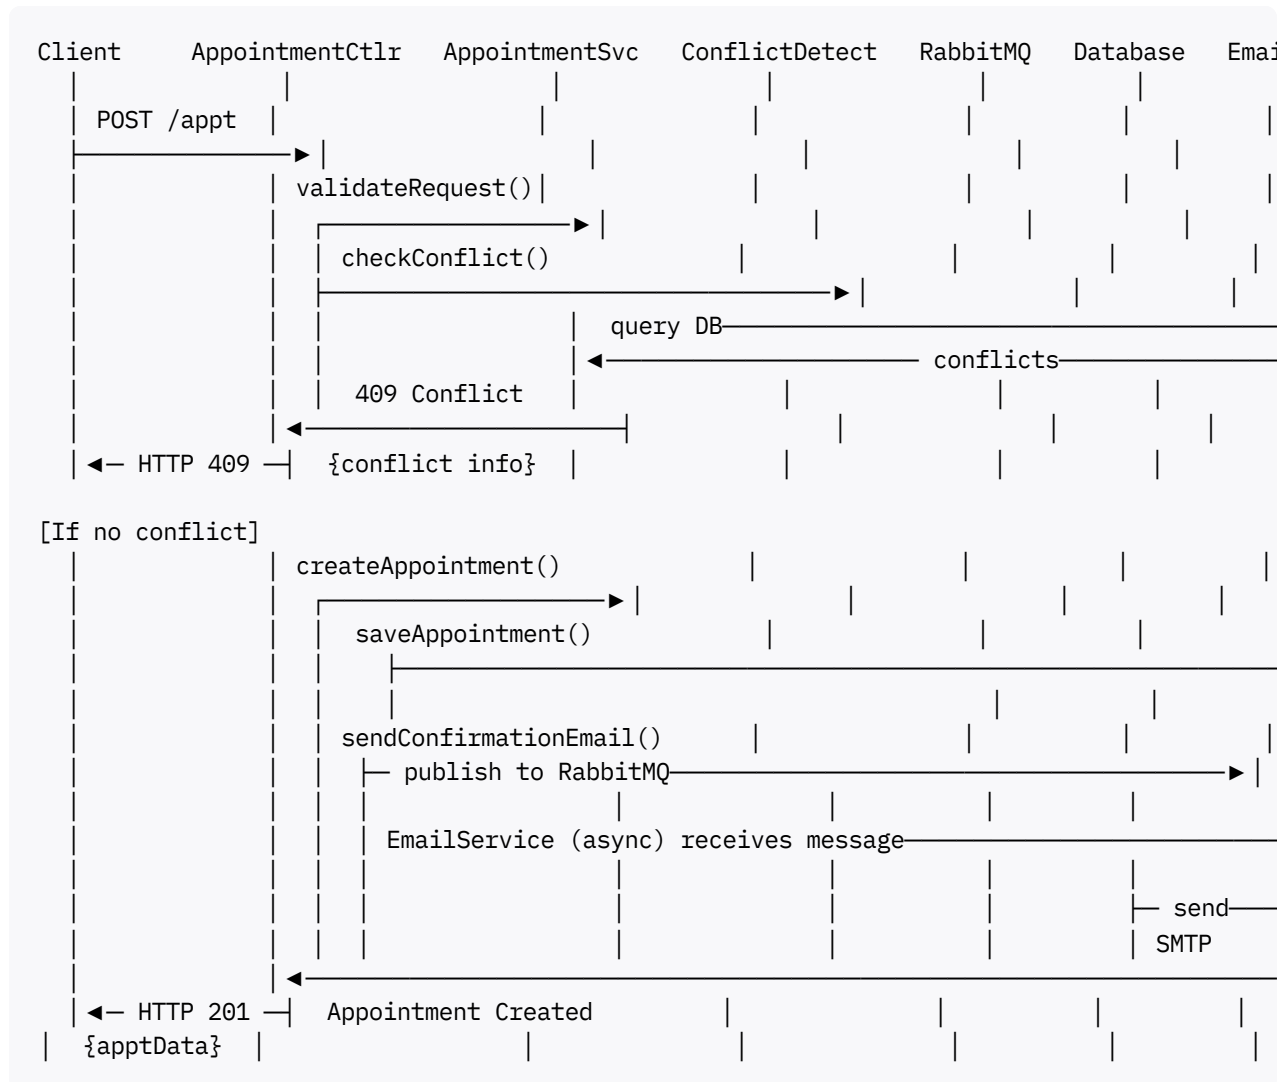 Client AppointmentCtlr AppointmentSvc ConflictDetect RabbitMQ Database
POST /appt
validateRequest()
checkConflict()
query DB
conflicts
409 Conflict
HTTP 409 {conflict info}
[If no conflict]
createAppointment()
saveAppointment()
sendConfirmationEmail()
publish to RabbitMQ
EmailService (async) receives message
send
SMTP
HTTP 201 Appointment Created
{apptData}